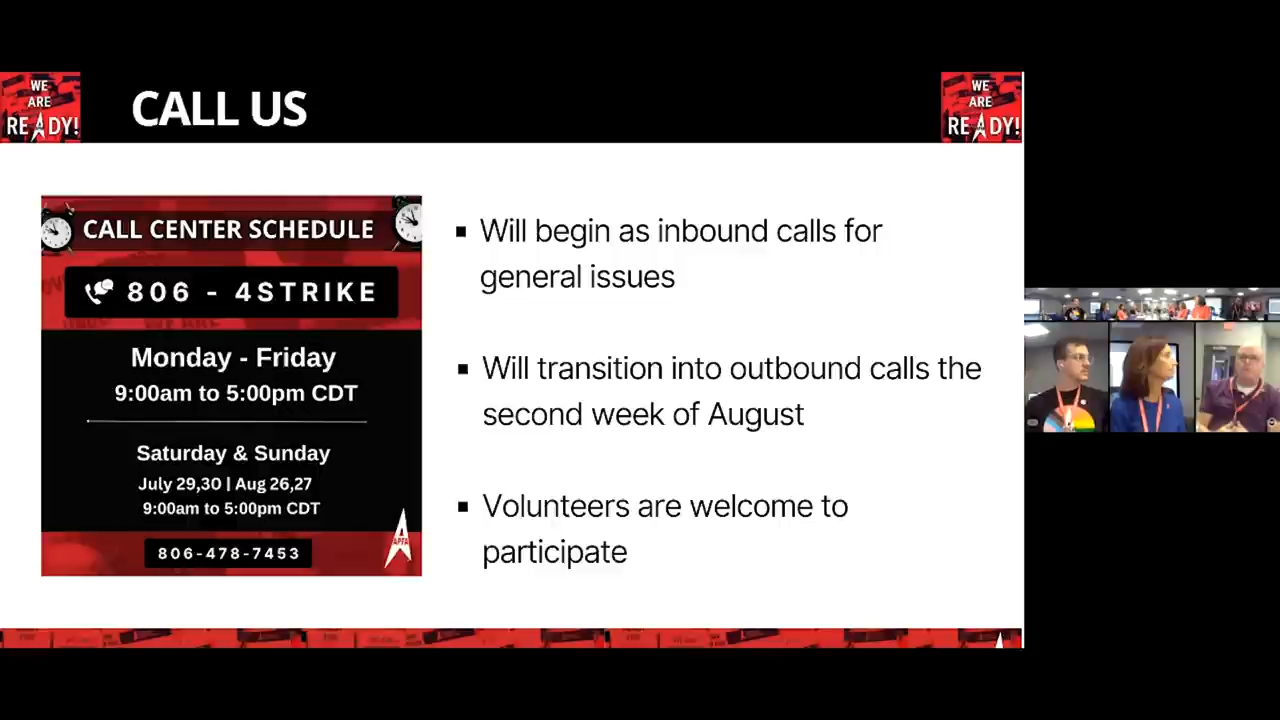 WE
ARE
READY!
CALL US
WE
ARE
READY!
CALL CENTER SCHEDULE
806 - 4STRIKE
Monday - Friday
9:00am to 5:00pm CDT
Saturday & Sunday
July 29,30 | Aug 26,27
9:00am to 5:00pm CDT
806-478-7453
APFA
▪ Will begin as inbound calls for
general issues
▪ Will transition into outbound calls the
second week of August
▪ Volunteers are welcome to
participate